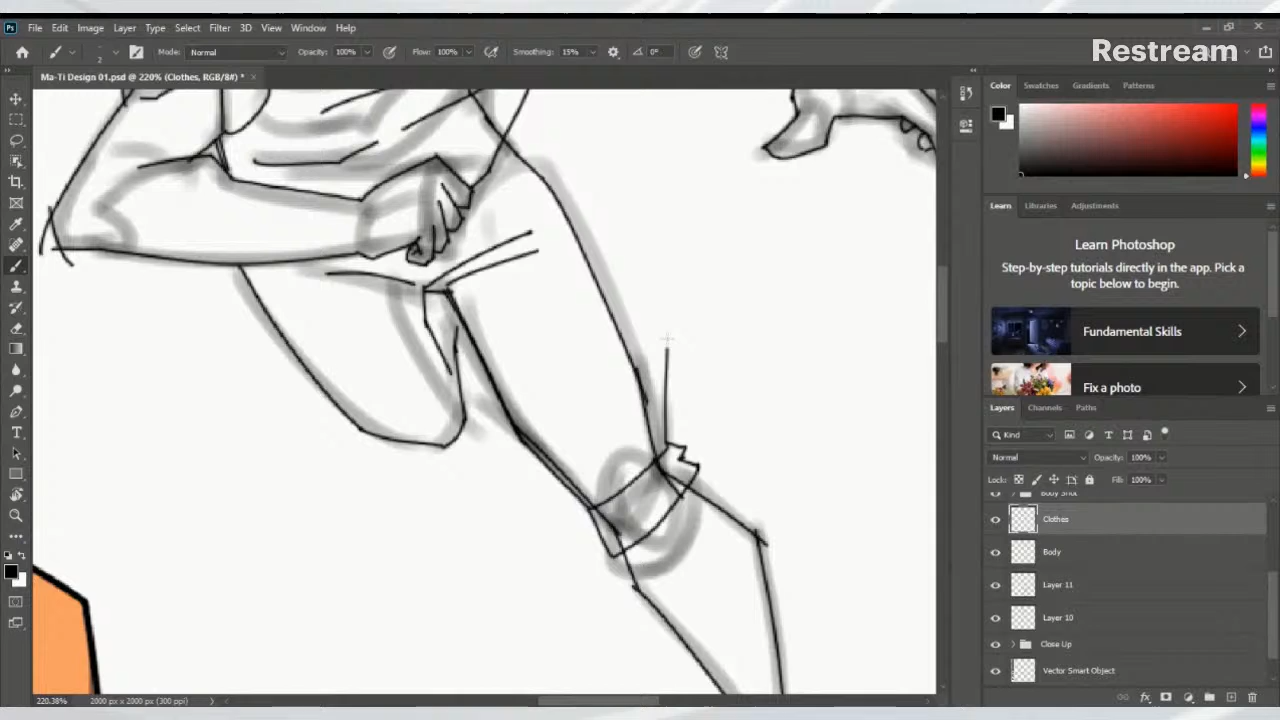 File Edit Image Layer Type Select Filter 3D View Window Help
Mode: Normal Opacity: 100% Flow: 100% Smoothing: 15% 0°
Restream
Ma-Ti Design 01.psd @ 220% (Clothes, RGB/8#) *
Color Swatches Gradients Patterns
Learn Libraries Adjustments
Learn Photoshop
Step-by-step tutorials directly in the app. Pick a
topic below to begin.
Fundamental Skills
Fix a photo
Layers Channels Paths
Kind
Normal Opacity: 100%
Lock: Fill: 100%
Body Shot
Clothes
Body
Layer 11
Layer 10
Close Up
Vector Smart Object
220.38% 2000 px x 2000 px (300 ppi)